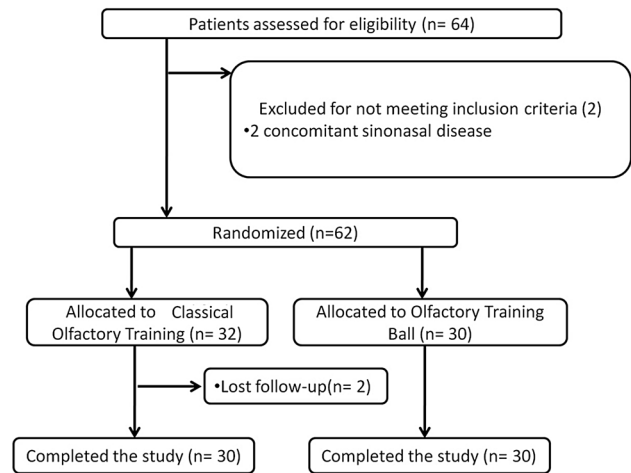 Patients assessed for eligibility (n= 64)
Excluded for not meeting inclusion criteria (2)
•2 concomitant sinonasal disease
Randomized (n=62)
Allocated to Classical
Olfactory Training (n= 32)
Allocated to Olfactory Training
Ball (n= 30)
•Lost follow-up(n= 2)
Completed the study (n= 30)
Completed the study (n= 30)